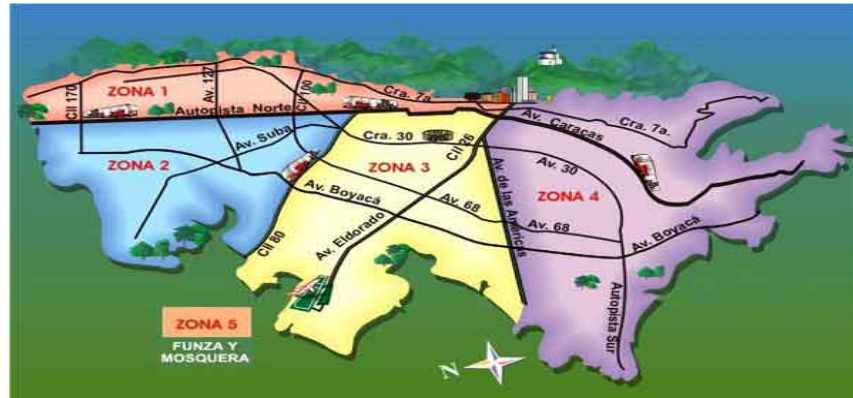 ZONA 1
Cll 170
Av. 127
Cll 100
Cra. 7a.
Autopista Norte
Av. Suba
ZONA 2
Cra. 30
ZONA 3
Cll 26
Av. Caracas
Cra. 7a.
Av. 30
ZONA 4
Av. de las Americas
Av. Boyacá
Av. 68
Av. 68
Av. Boyacá
Cll 80
Av. Eldorado
Autopista Sur
ZONA 5
FUNZA Y
MOSQUERA
N